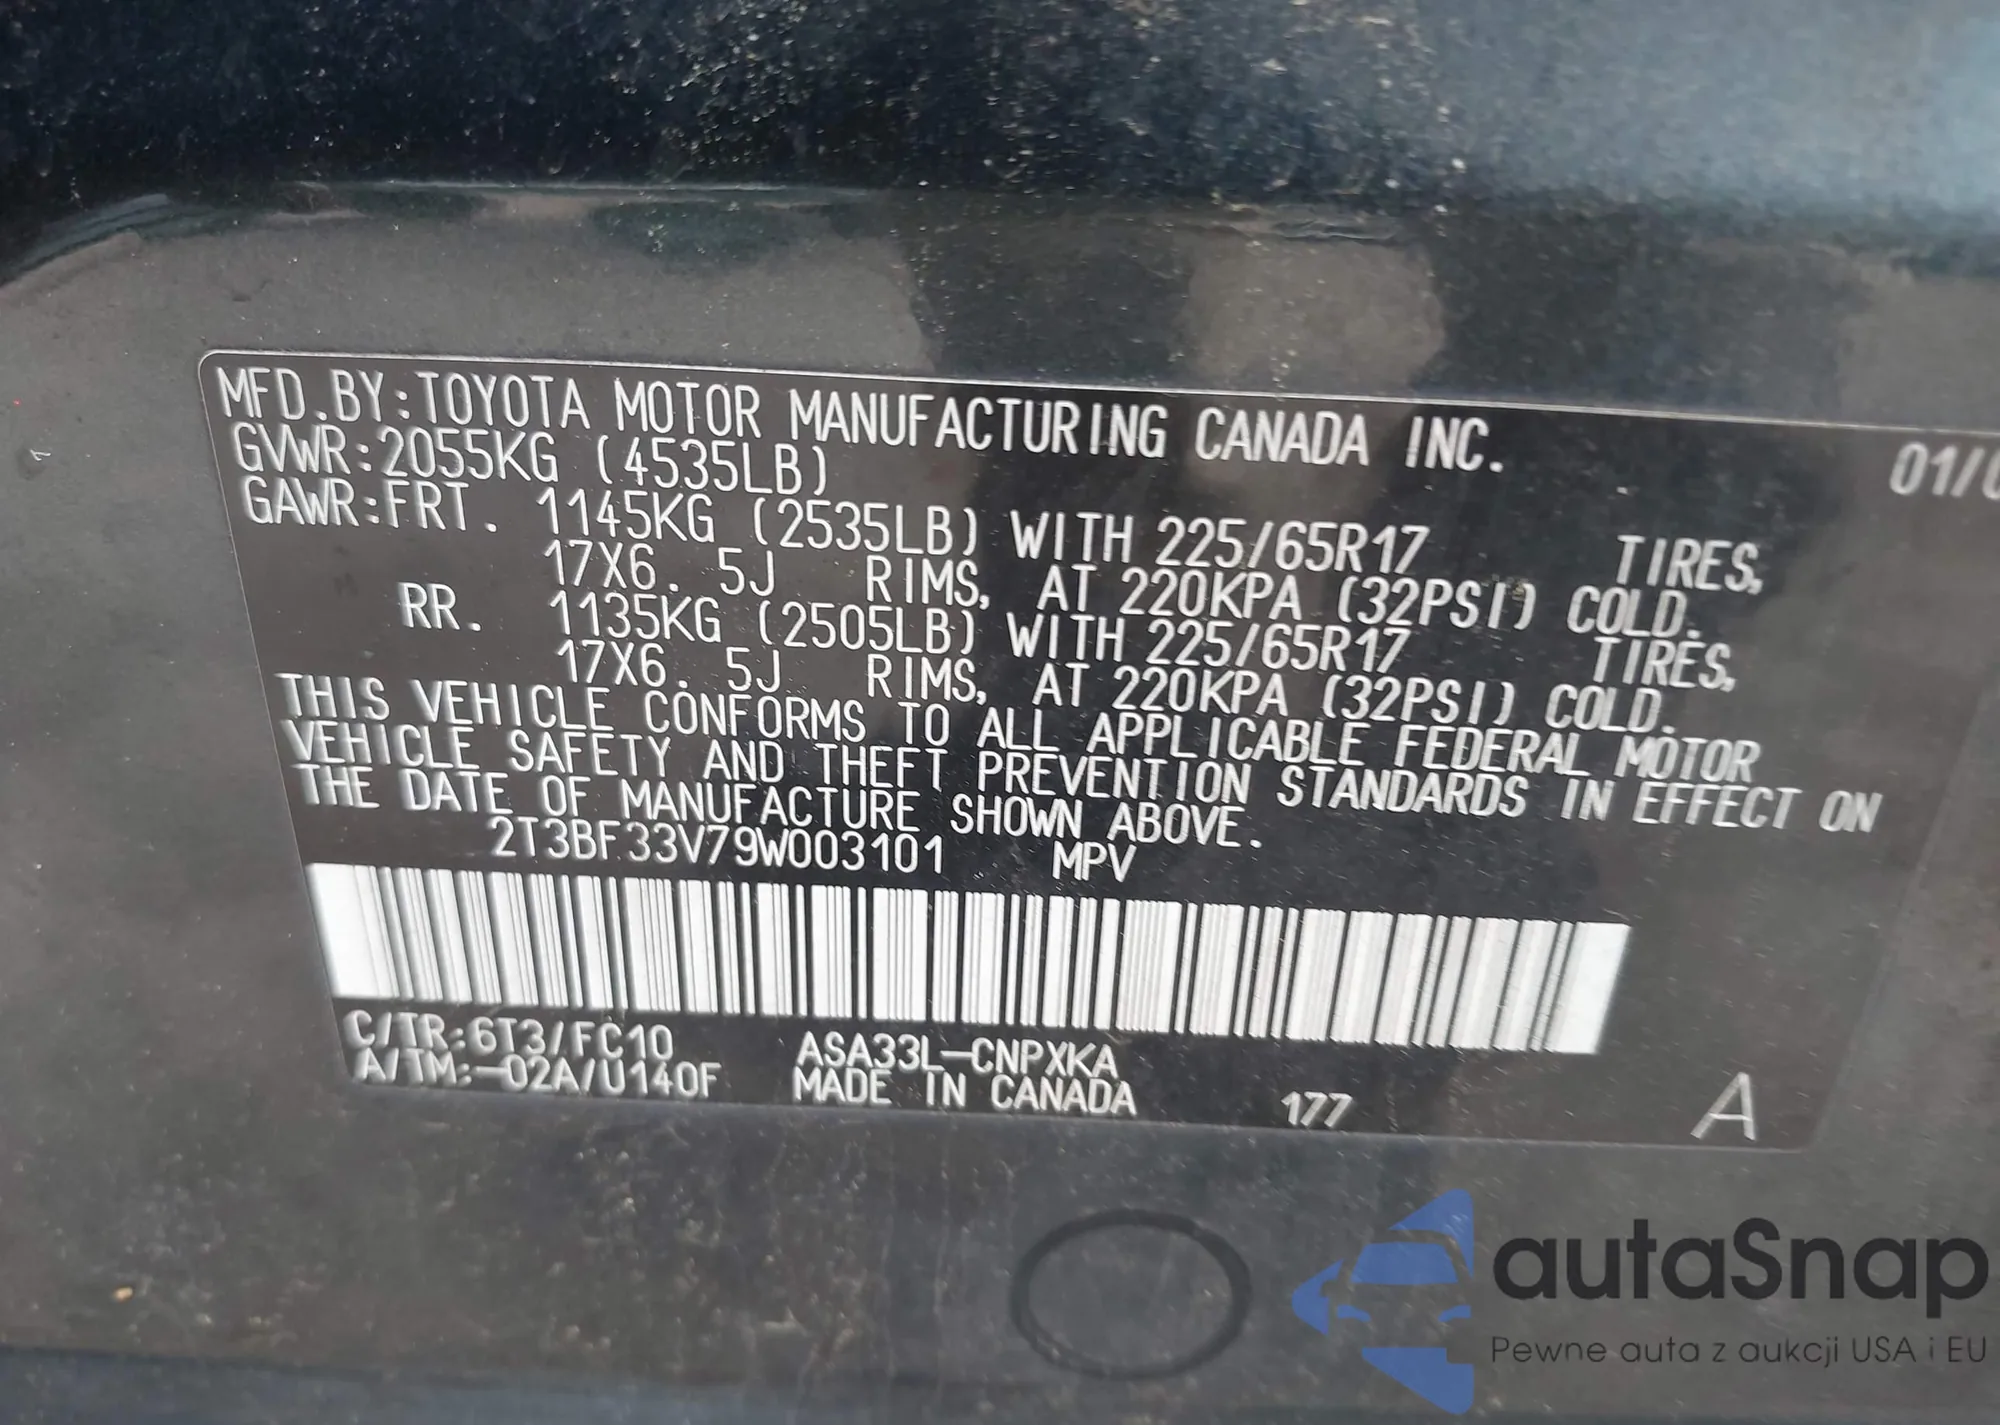 MFD.BY:TOYOTA MOTOR MANUFACTURING CANADA INC. 01/0
GVWR:2055KG (4535LB)
GAWR:FRT. 1145KG (2535LB) WITH 225/65R17 TIRES,
17X6. 5J RIMS, AT 220KPA (32PSI) COLD.
RR. 1135KG (2505LB) WITH 225/65R17 TIRES,
17X6. 5J RIMS, AT 220KPA (32PSI) COLD.
THIS VEHICLE CONFORMS TO ALL APPLICABLE FEDERAL MOTOR
VEHICLE SAFETY AND THEFT PREVENTION STANDARDS IN EFFECT ON
THE DATE OF MANUFACTURE SHOWN ABOVE.
2T3BF33V79W003101 MPV
C/TR:6T3/FC10 ASA33L-CNPXKA
A/TM:-02A/U140F MADE IN CANADA 177 A
autaSnap
Pewne auta z aukcji USA i EU